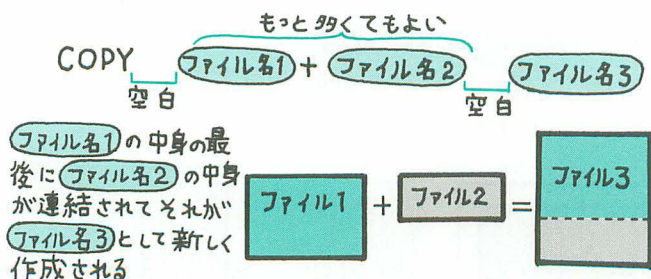 もっと多くてもよい
COPY ファイル名1 + ファイル名2 ファイル名3
空白 空白
ファイル名1の中身の最
後にファイル名2の中身
が連結されてそれが
ファイル名3として新しく
作成される
ファイル1 + ファイル2 = ファイル3